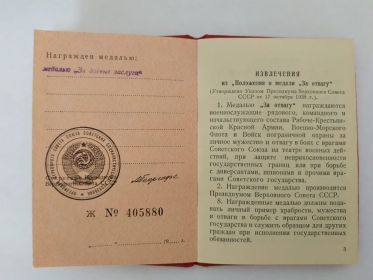 Награжден медалью:
медалью „За боевые заслуги“
Ж № 405880
19 г.
ИЗВЛЕЧЕНИЯ
из „Положения о медали „За отвагу“
(Утверждено Указом Президиума Верховного Совета
СССР от 17 октября 1938 г.)
1. Медалью „За отвагу“ награждаются
военнослужащие рядового, командного и
начальствующего состава Рабоче-Крестьян-
ской Красной Армии, Военно-Морского
Флота и Войск пограничной охраны за
личное мужество и отвагу в боях с врагами
Советского Союза на театре военных дей-
ствий, при защите неприкосновенности
государственных границ или при борьбе
с диверсантами, шпионами и прочими вра-
гами Советского государства.
2. Награждение медалью производится
Президиумом Верховного Совета СССР.
8. Награжденные медалью должны пода-
вать личный пример храбрости, мужества
и отваги в борьбе с врагами Советского
государства и служить образцом для других
граждан при исполнении государственных
обязанностей.
3